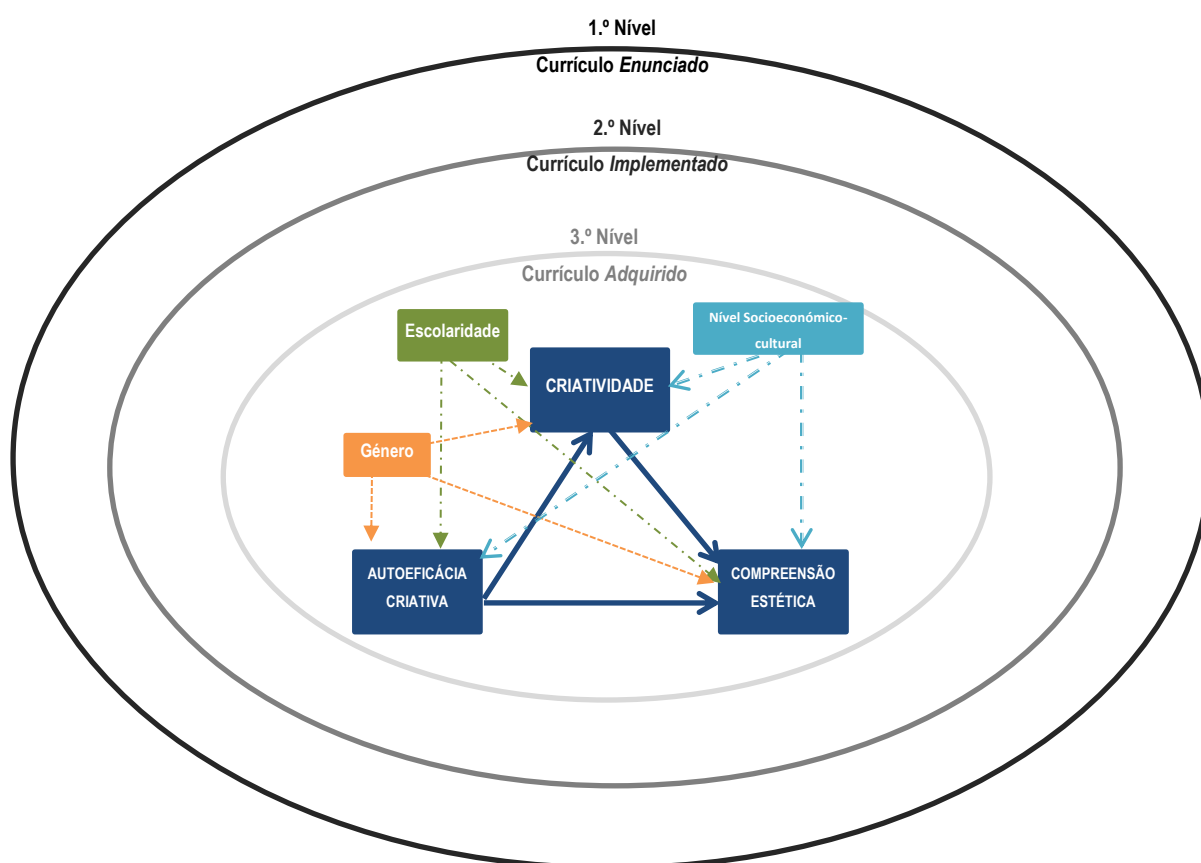 1.º Nível
Currículo Enunciado
2.º Nível
Currículo Implementado
3.º Nível
Currículo Adquirido
Escolaridade
Nível Socioeconómico-
cultural
CRIATIVIDADE
Género
AUTOEFICÁCIA
CRIATIVA
COMPREENSÃO
ESTÉTICA